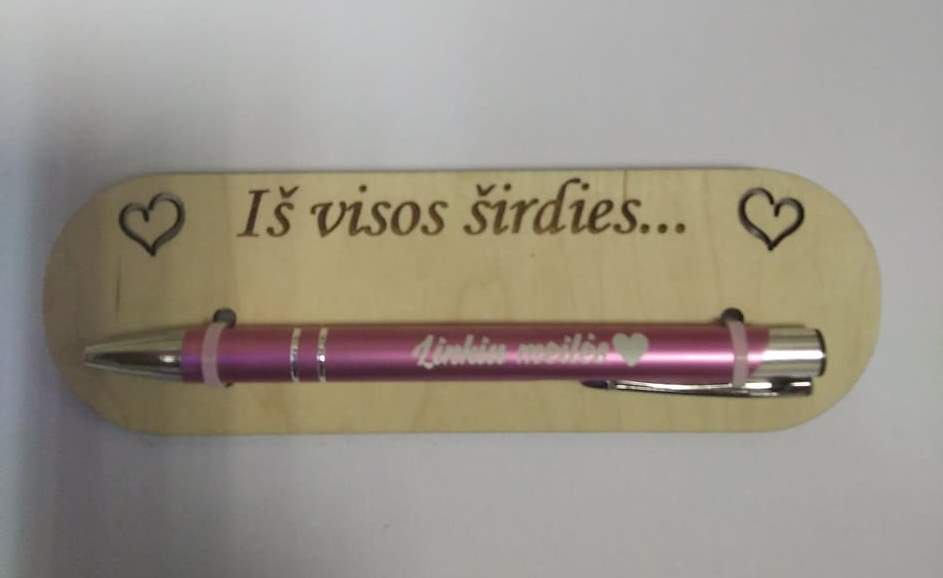 Iš visos širdies...
Linkiu meilės